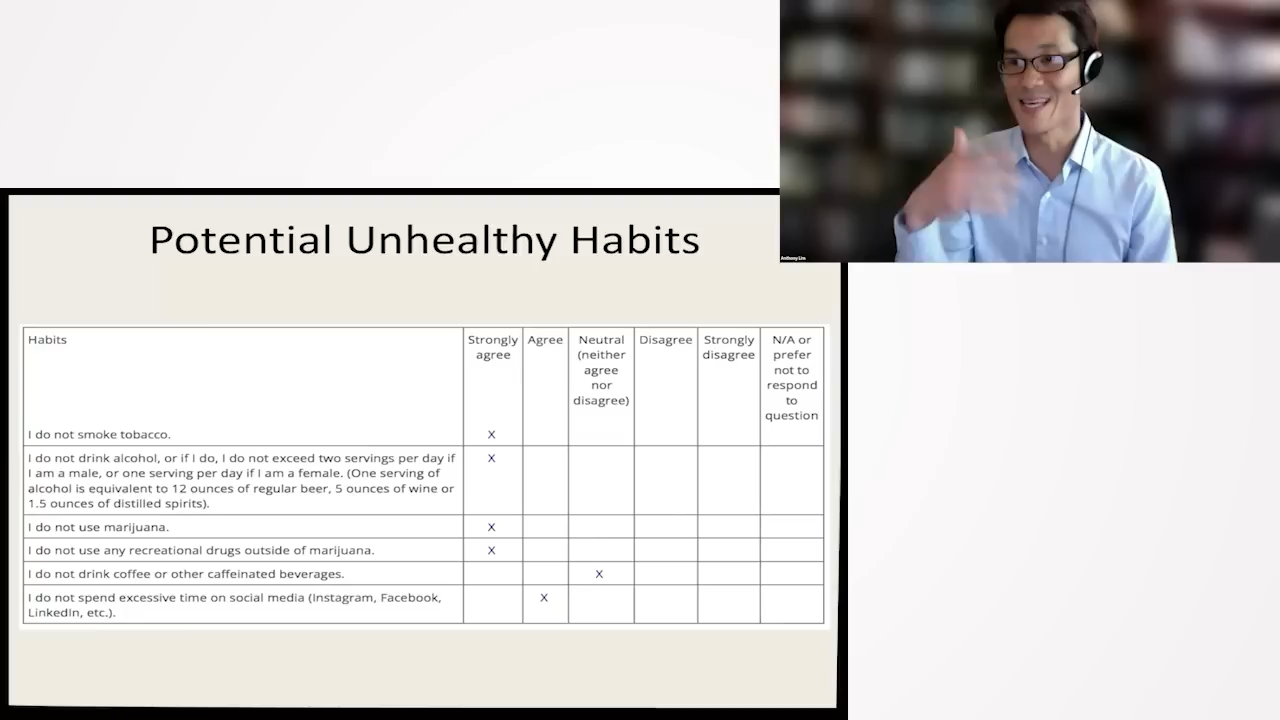 Anthony Lim
Potential Unhealthy Habits
Habits
Strongly
agree
Agree
Neutral
(neither
agree
nor
disagree)
Disagree
Strongly
disagree
N/A or
prefer
not to
respond
to
question
I do not smoke tobacco.
X
I do not drink alcohol, or if I do, I do not exceed two servings per day if
I am a male, or one serving per day if I am a female. (One serving of
alcohol is equivalent to 12 ounces of regular beer, 5 ounces of wine or
1.5 ounces of distilled spirits).
X
I do not use marijuana.
X
I do not use any recreational drugs outside of marijuana.
X
I do not drink coffee or other caffeinated beverages.
X
I do not spend excessive time on social media (Instagram, Facebook,
LinkedIn, etc.).
X